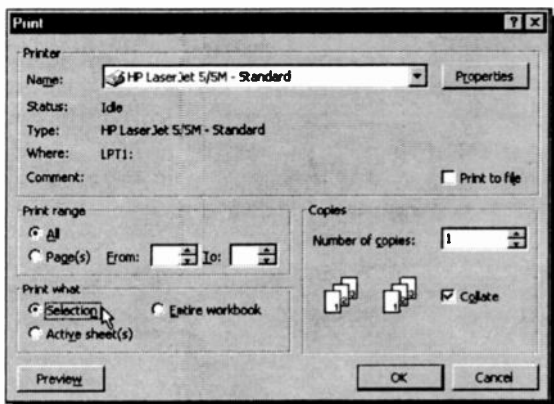 Print
Printer
Name: HP LaserJet 5/5M - Standard Properties
Status: Idle
Type: HP LaserJet 5/5M - Standard
Where: LPT1:
Comment: Print to file
Print range
All
Page(s) From: To:
Copies
Number of copies: 1
Collate
Print what
Selection Entire workbook
Active sheet(s)
Preview OK Cancel